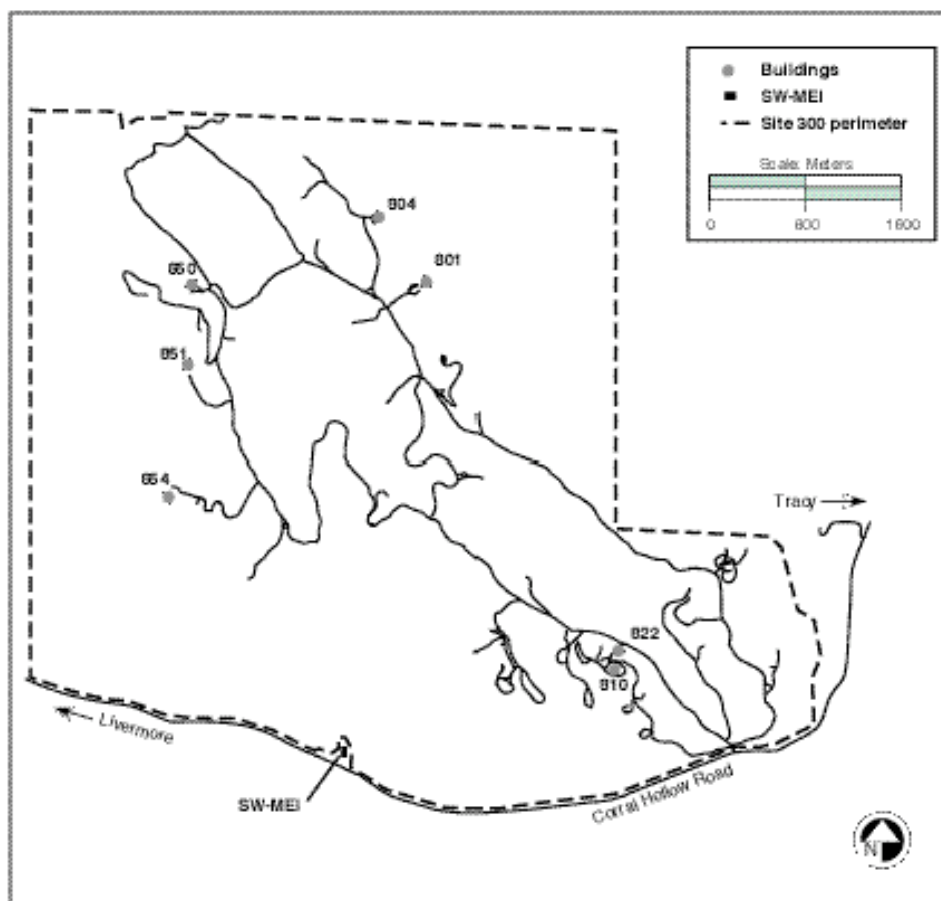 Buildings
SW-MEI
Site 300 perimeter
Scale: Meters
0 800 1600
804
801
850
851
854
Tracy
822
810
Livermore
SW-MEI
Corral Hollow Road
N